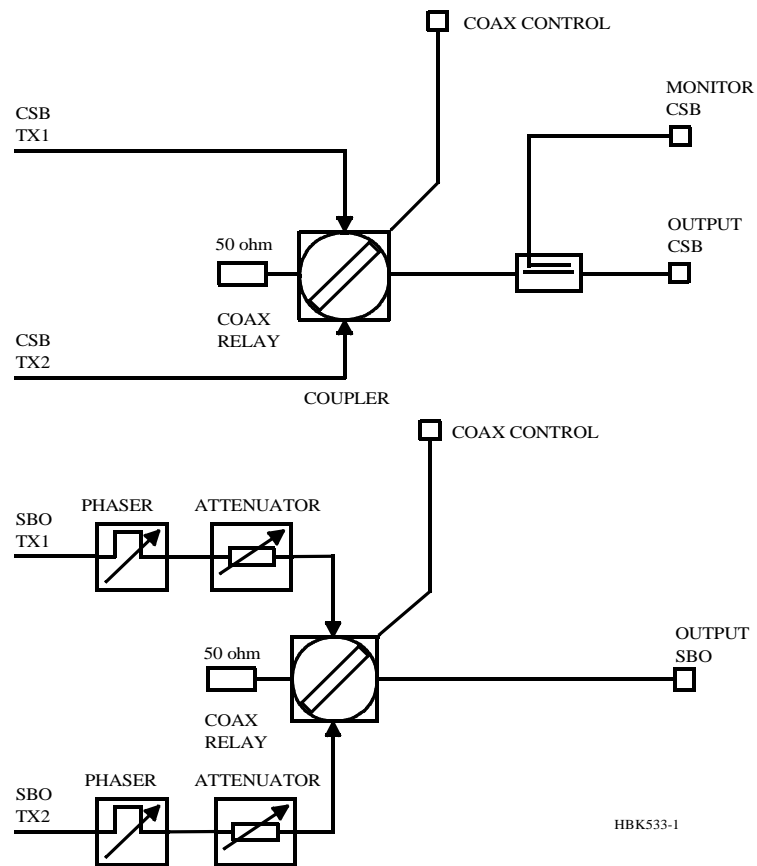 COAX CONTROL
MONITOR
CSB
CSB
TX1
OUTPUT
CSB
50 ohm
COAX
RELAY
CSB
TX2
COUPLER
COAX CONTROL
PHASER
ATTENUATOR
SBO
TX1
OUTPUT
SBO
50 ohm
COAX
RELAY
PHASER
ATTENUATOR
SBO
TX2
HBK533-1